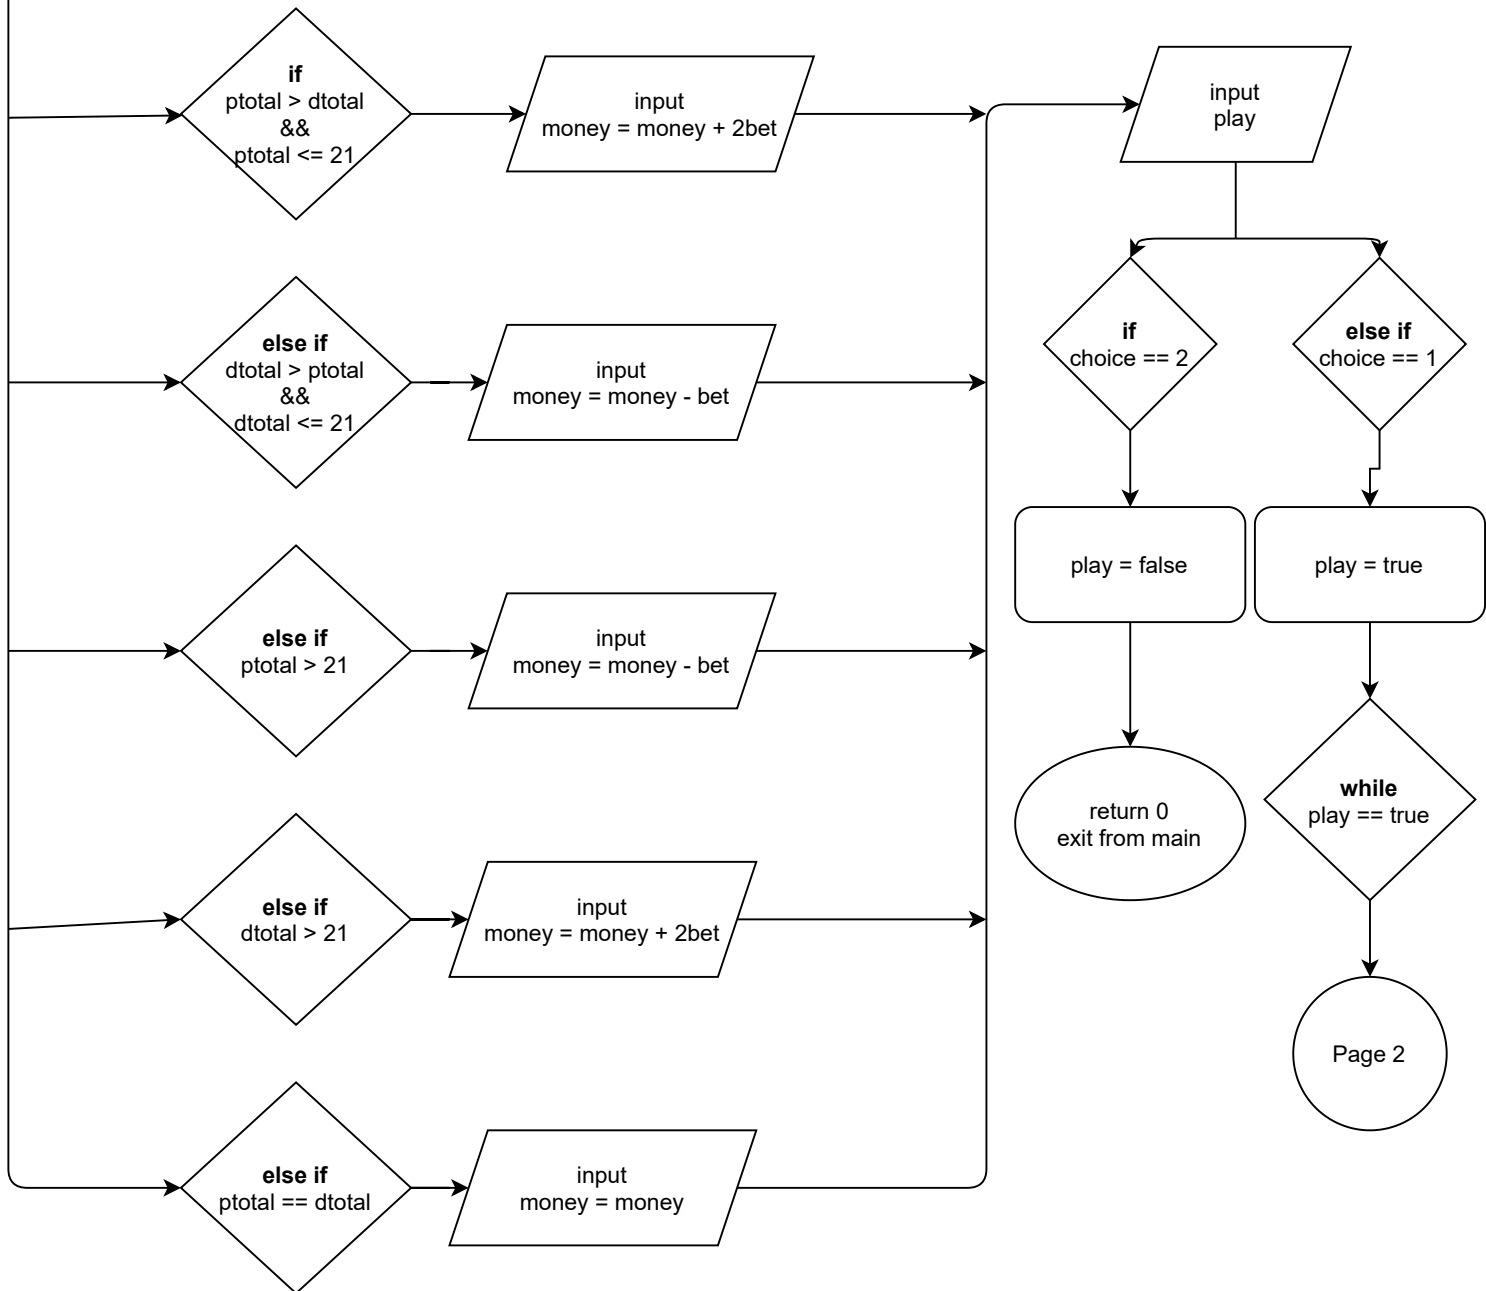 if
ptotal > dtotal
&&
ptotal <= 21
input
money = money + 2bet
else if
dtotal > ptotal
&&
dtotal <= 21
input
money = money - bet
else if
ptotal > 21
input
money = money - bet
else if
dtotal > 21
input
money = money + 2bet
else if
ptotal == dtotal
input
money = money
input
play
if
choice == 2
else if
choice == 1
play = false
play = true
return 0
exit from main
while
play == true
Page 2